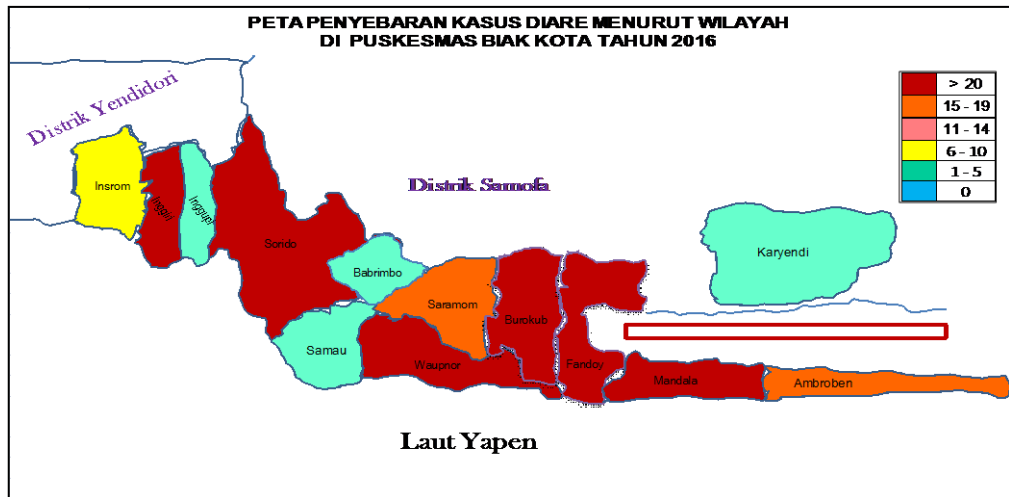 PETA PENYEBARAN KASUS DIARE MENURUT WILAYAH
DI PUSKESMAS BIAK KOTA TAHUN 2016
Distrik Yendidori
> 20
15 - 19
11 - 14
6 - 10
1 - 5
0
Distrik Samofa
Insrom
Inggiri
Inggupi
Sorido
Babrimbo
Karyendi
Saramom
Burokub
Samau
Waupnor
Fandoy
Mandala
Ambroben
Laut Yapen